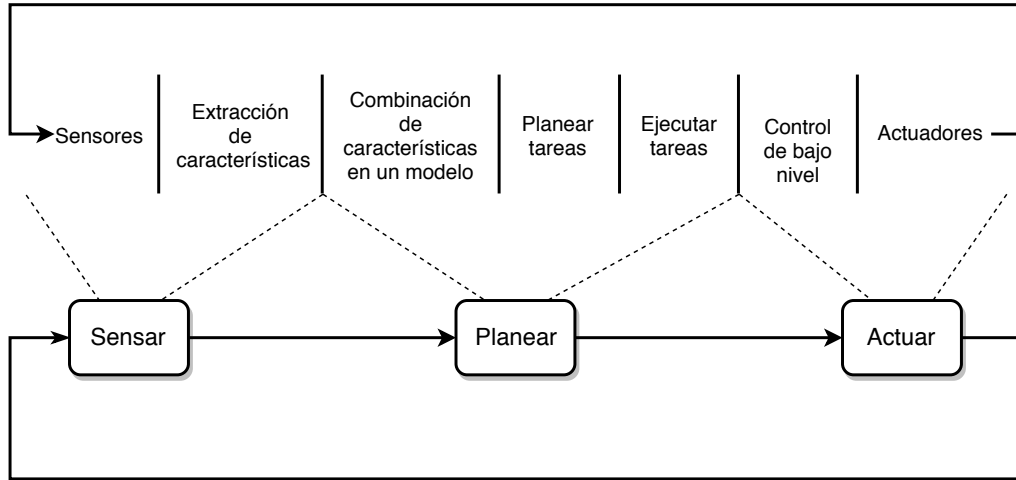 Sensores
Extracción
de
características
Combinación
de
características
en un modelo
Planear
tareas
Ejecutar
tareas
Control
de bajo
nivel
Actuadores
Sensar
Planear
Actuar